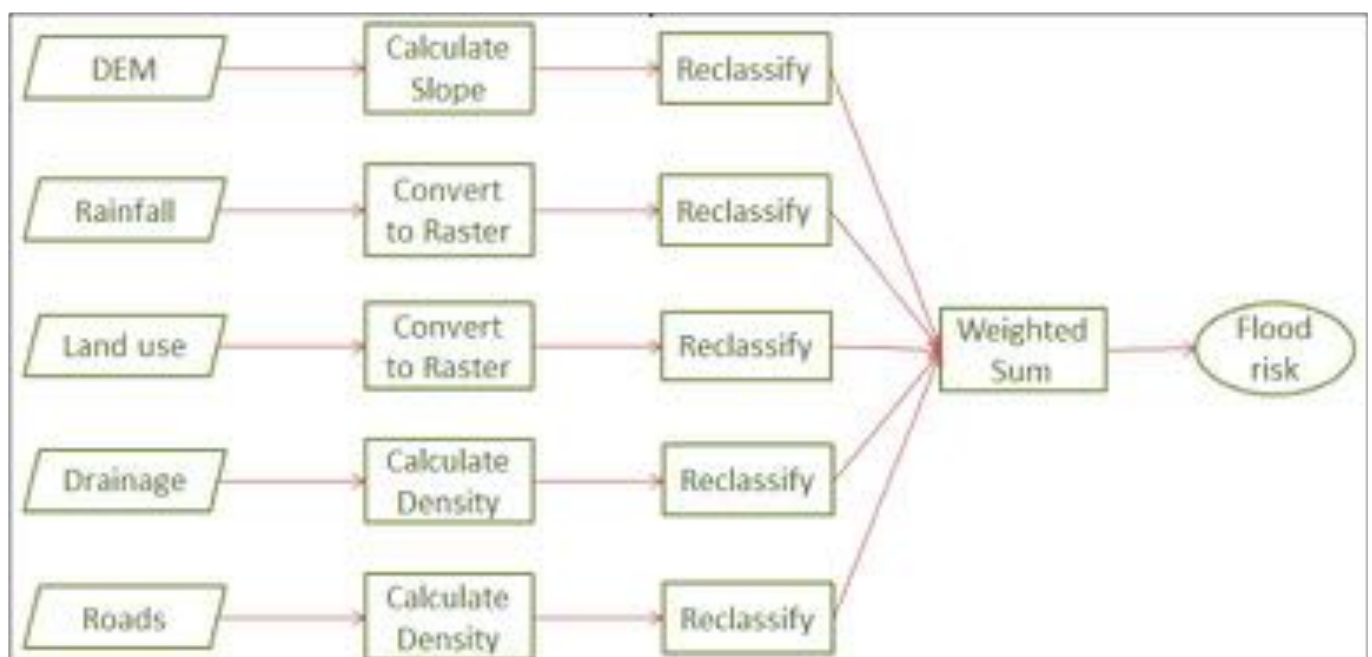 DEM
Calculate
Slope
Reclassify
Rainfall
Convert
to Raster
Reclassify
Land use
Convert
to Raster
Reclassify
Weighted
Sum
Flood
risk
Drainage
Calculate
Density
Reclassify
Roads
Calculate
Density
Reclassify